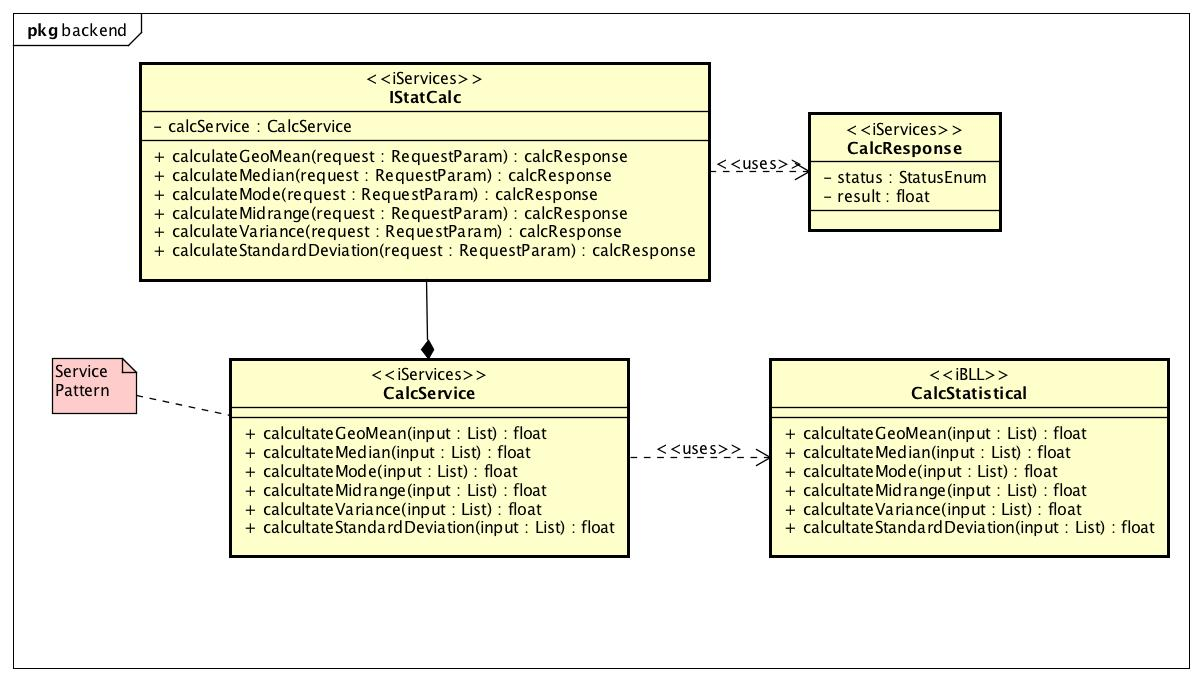 pkg backend
<<iServices>>
IStatCalc
- calcService : CalcService
+ calculateGeoMean(request : RequestParam) : calcResponse
+ calculateMedian(request : RequestParam) : calcResponse
+ calculateMode(request : RequestParam) : calcResponse
+ calculateMidrange(request : RequestParam) : calcResponse
+ calculateVariance(request : RequestParam) : calcResponse
+ calculateStandardDeviation(request : RequestParam) : calcResponse
<<uses>>
<<iServices>>
CalcResponse
- status : StatusEnum
- result : float
Service
Pattern
<<iServices>>
CalcService
+ calcultateGeoMean(input : List) : float
+ calcultateMedian(input : List) : float
+ calcultateMode(input : List) : float
+ calcultateMidrange(input : List) : float
+ calcultateVariance(input : List) : float
+ calcultateStandardDeviation(input : List) : float
<<uses>>
<<iBLL>>
CalcStatistical
+ calcultateGeoMean(input : List) : float
+ calcultateMedian(input : List) : float
+ calcultateMode(input : List) : float
+ calcultateMidrange(input : List) : float
+ calcultateVariance(input : List) : float
+ calcultateStandardDeviation(input : List) : float